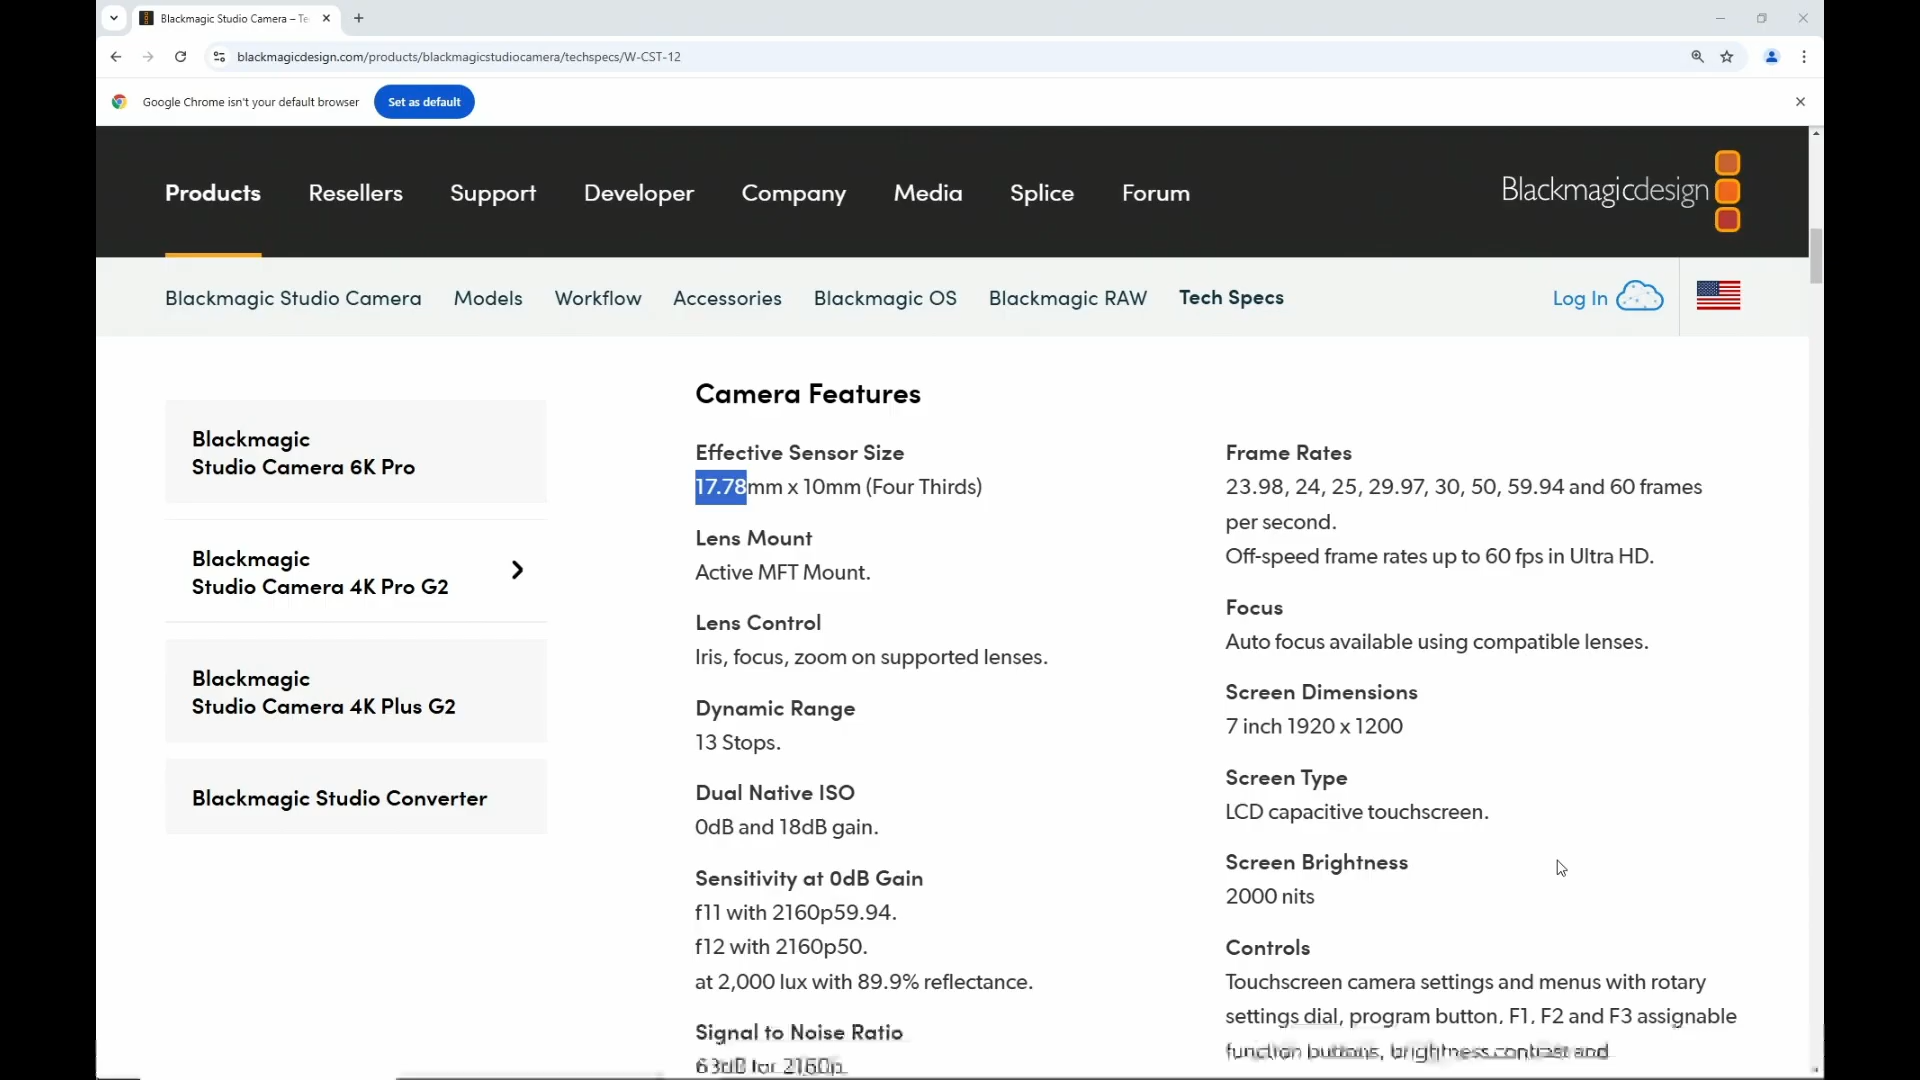 Blackmagic Studio Camera – Te
blackmagicdesign.com/products/blackmagicstudiocamera/techspecs/W-CST-12
Google Chrome isn't your default browser
Set as default
Products
Resellers
Support
Developer
Company
Media
Splice
Forum
Blackmagicdesign
Blackmagic Studio Camera
Models
Workflow
Accessories
Blackmagic OS
Blackmagic RAW
Tech Specs
Log In
Blackmagic
Studio Camera 6K Pro
Blackmagic
Studio Camera 4K Pro G2
Blackmagic
Studio Camera 4K Plus G2
Blackmagic Studio Converter
Camera Features
Effective Sensor Size
17.78mm x 10mm (Four Thirds)
Lens Mount
Active MFT Mount.
Lens Control
Iris, focus, zoom on supported lenses.
Dynamic Range
13 Stops.
Dual Native ISO
0dB and 18dB gain.
Sensitivity at 0dB Gain
f11 with 2160p59.94.
f12 with 2160p50.
at 2,000 lux with 89.9% reflectance.
Signal to Noise Ratio
63dB for 2160p.
Frame Rates
23.98, 24, 25, 29.97, 30, 50, 59.94 and 60 frames
per second.
Off-speed frame rates up to 60 fps in Ultra HD.
Focus
Auto focus available using compatible lenses.
Screen Dimensions
7 inch 1920 x 1200
Screen Type
LCD capacitive touchscreen.
Screen Brightness
2000 nits
Controls
Touchscreen camera settings and menus with rotary
settings dial, program button, F1, F2 and F3 assignable
function buttons, brightness contrast and